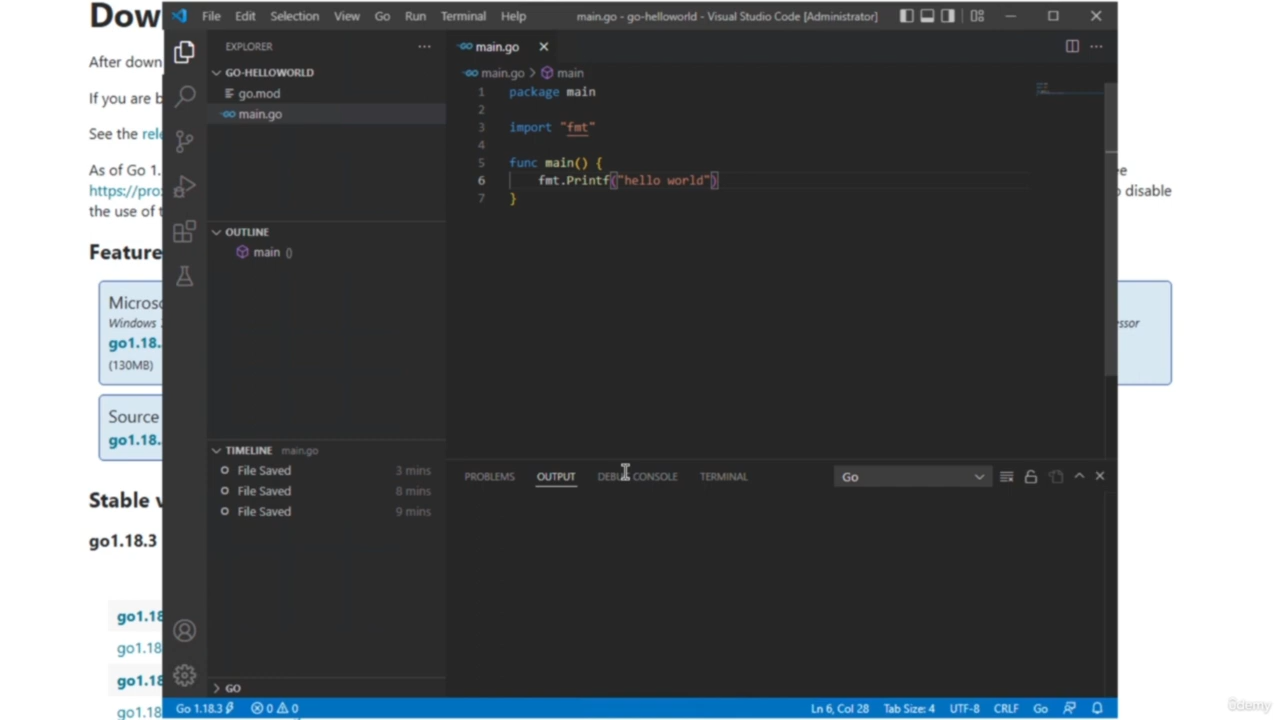 Dow
After down
If you are b
See the rele
As of Go 1.
https://pro
the use of t
Feature
Microso
Windows
go1.18.
(130MB)
Source
go1.18.
Stable v
go1.18.3
go1.18
go1.18
go1.18
go1.18
File Edit Selection View Go Run Terminal Help
main.go - go-helloworld - Visual Studio Code [Administrator]
EXPLORER
GO-HELLOWORLD
go.mod
main.go
OUTLINE
main ()
TIMELINE main.go
File Saved 3 mins
File Saved 8 mins
File Saved 9 mins
GO
main.go
main.go > main
1 package main
2
3 import "fmt"
4
5 func main() {
6 fmt.Printf("hello world")
7 }
PROBLEMS OUTPUT DEBUG CONSOLE TERMINAL Go
Go 1.18.3 0 0 Ln 6, Col 28 Tab Size: 4 UTF-8 CRLF Go
e
o disable
ssor
ûdemy